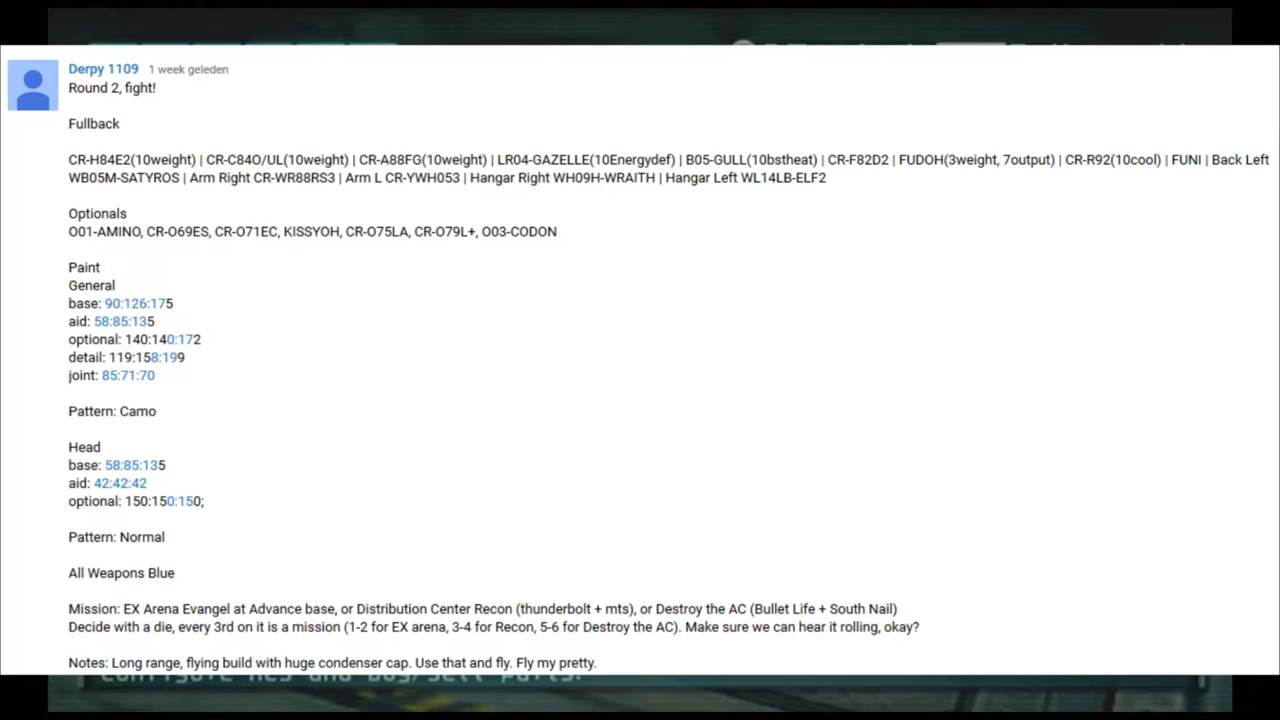 Derpy 1109 1 week geleden
Round 2, fight!
Fullback
CR-H84E2(10weight) | CR-C84O/UL(10weight) | CR-A88FG(10weight) | LR04-GAZELLE(10Energydef) | B05-GULL(10bstheat) | CR-F82D2 | FUDOH(3weight, 7output) | CR-R92(10cool) | FUNI | Back Left
WB05M-SATYROS | Arm Right CR-WR88RS3 | Arm L CR-YWH053 | Hangar Right WH09H-WRAITH | Hangar Left WL14LB-ELF2
Optionals
O01-AMINO, CR-O69ES, CR-O71EC, KISSYOH, CR-O75LA, CR-O79L+, O03-CODON
Paint
General
base: 90:126:175
aid: 58:85:135
optional: 140:140:172
detail: 119:158:199
joint: 85:71:70
Pattern: Camo
Head
base: 58:85:135
aid: 42:42:42
optional: 150:150:150;
Pattern: Normal
All Weapons Blue
Mission: EX Arena Evangel at Advance base, or Distribution Center Recon (thunderbolt + mts), or Destroy the AC (Bullet Life + South Nail)
Decide with a die, every 3rd on it is a mission (1-2 for EX arena, 3-4 for Recon, 5-6 for Destroy the AC). Make sure we can hear it rolling, okay?
Notes: Long range, flying build with huge condenser cap. Use that and fly. Fly my pretty.